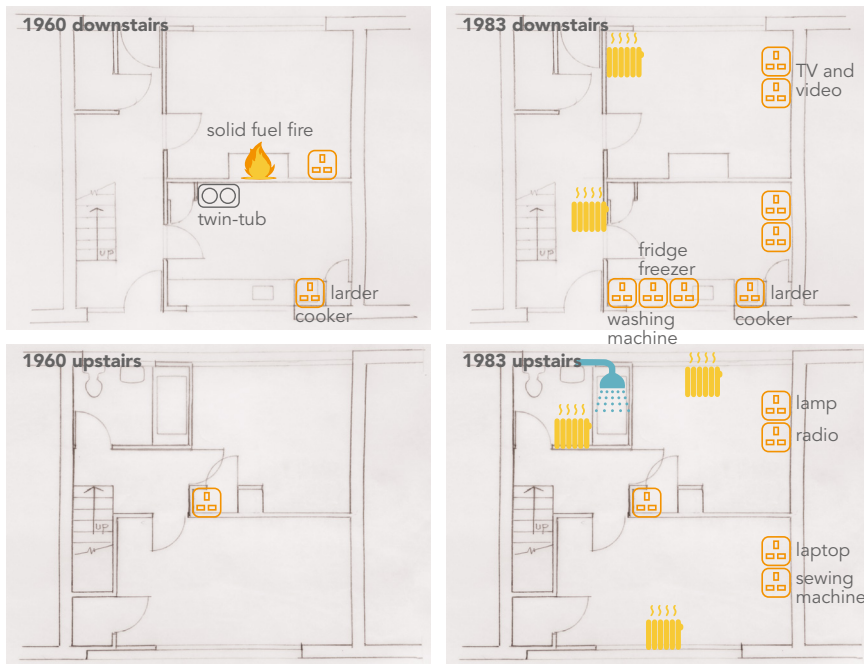 1960 downstairs
solid fuel fire
twin-tub
up
larder
cooker
1983 downstairs
TV and
video
up
fridge
freezer
larder
washing
machine
cooker
1960 upstairs
up
1983 upstairs
lamp
radio
up
laptop
sewing
machine